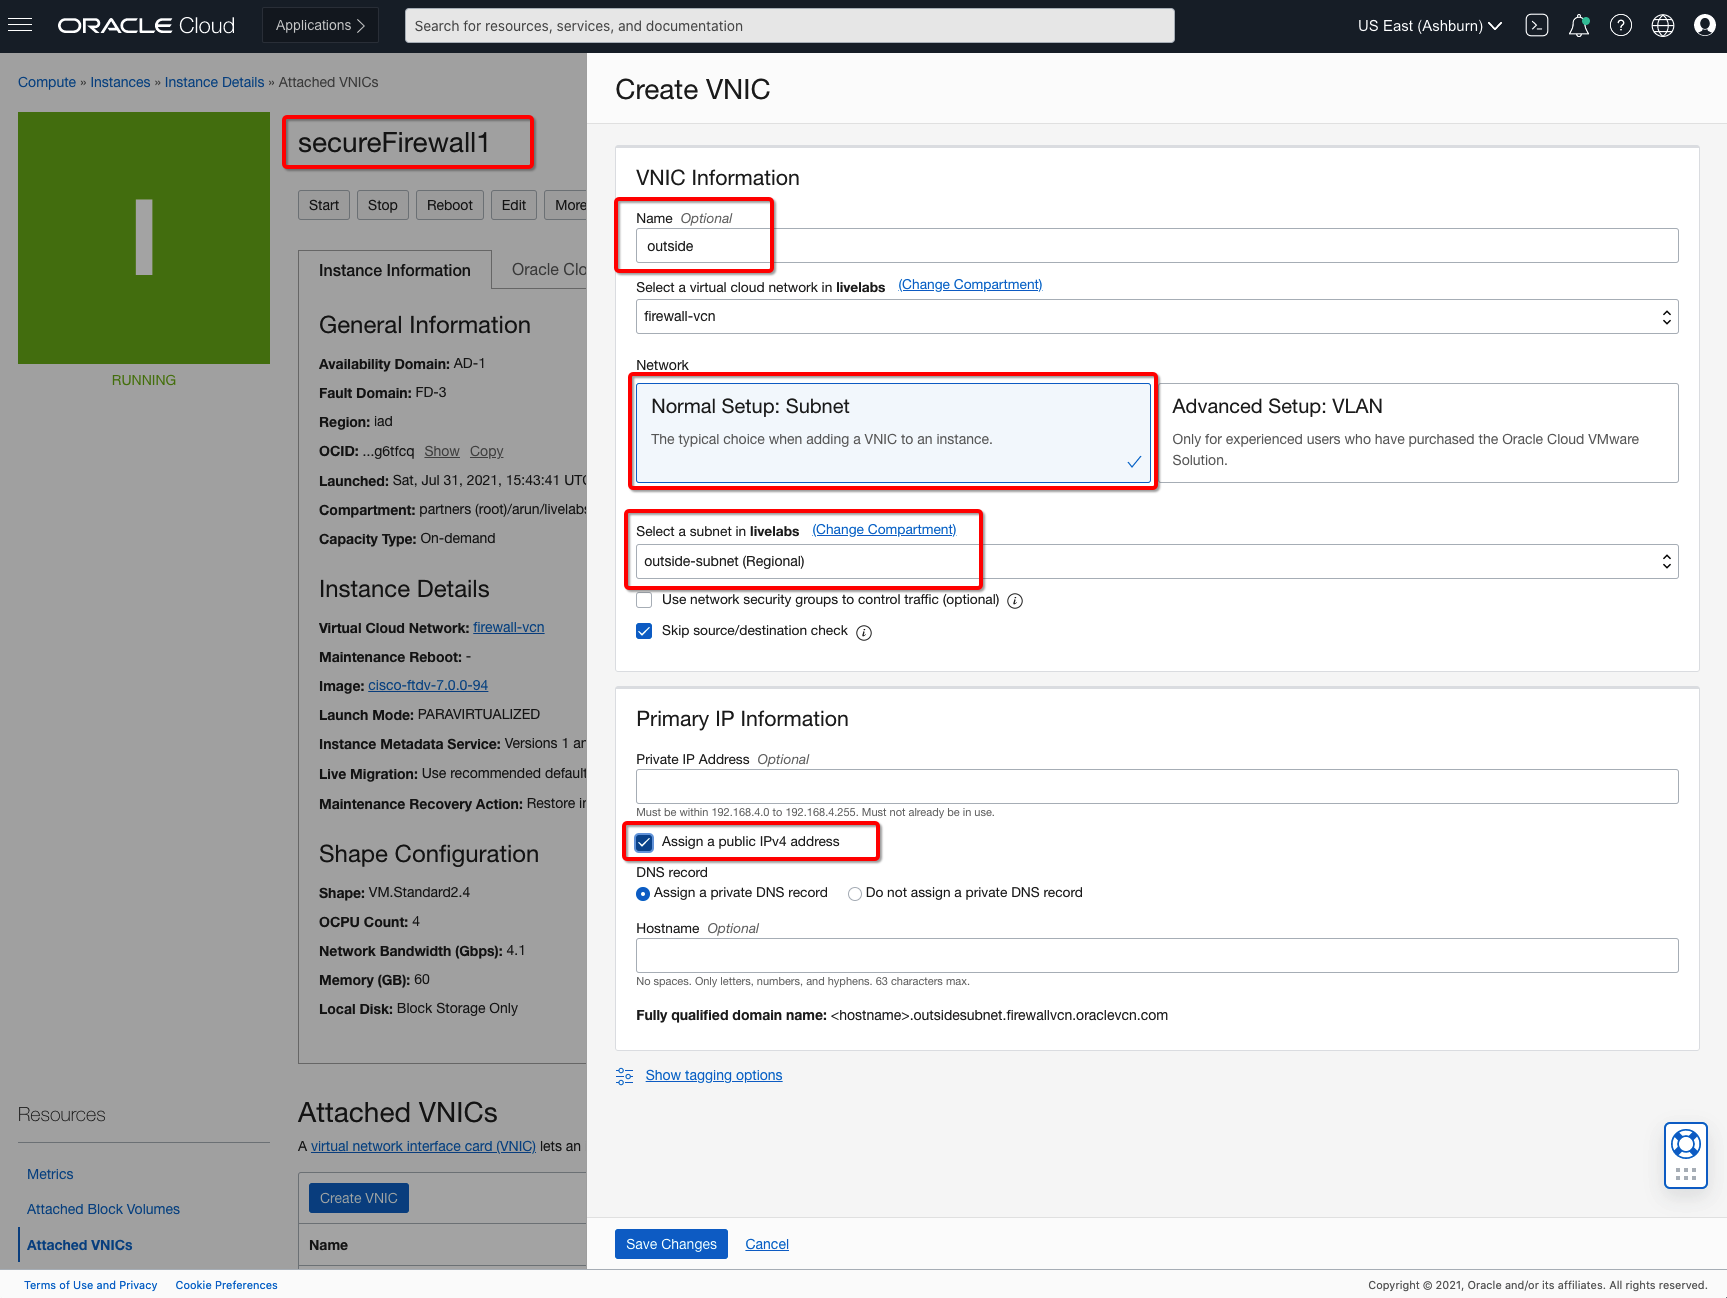 ORACLE Cloud
Applications
Search for resources, services, and documentation
US East (Ashburn)
Compute » Instances » Instance Details » Attached VNICs
I
RUNNING
secureFirewall1
Start Stop Reboot Edit More
Instance Information Oracle Clo
General Information
Availability Domain: AD-1
Fault Domain: FD-3
Region: iad
OCID: ...g6tfcq Show Copy
Launched: Sat, Jul 31, 2021, 15:43:41 UTC
Compartment: partners (root)/arun/livelabs
Capacity Type: On-demand
Instance Details
Virtual Cloud Network: firewall-vcn
Maintenance Reboot: -
Image: cisco-ftdv-7.0.0-94
Launch Mode: PARAVIRTUALIZED
Instance Metadata Service: Versions 1 an
Live Migration: Use recommended default
Maintenance Recovery Action: Restore in
Shape Configuration
Shape: VM.Standard2.4
OCPU Count: 4
Network Bandwidth (Gbps): 4.1
Memory (GB): 60
Local Disk: Block Storage Only
Resources
Metrics
Attached Block Volumes
Attached VNICs
Attached VNICs
A virtual network interface card (VNIC) lets an
Create VNIC
Name
Create VNIC
VNIC Information
Name Optional
outside
Select a virtual cloud network in livelabs (Change Compartment)
firewall-vcn
Network
Normal Setup: Subnet
The typical choice when adding a VNIC to an instance.
Advanced Setup: VLAN
Only for experienced users who have purchased the Oracle Cloud VMware
Solution.
Select a subnet in livelabs (Change Compartment)
outside-subnet (Regional)
Use network security groups to control traffic (optional)
Skip source/destination check
Primary IP Information
Private IP Address Optional
Must be within 192.168.4.0 to 192.168.4.255. Must not already be in use.
Assign a public IPv4 address
DNS record
Assign a private DNS record Do not assign a private DNS record
Hostname Optional
No spaces. Only letters, numbers, and hyphens. 63 characters max.
Fully qualified domain name: <hostname>.outsidesubnet.firewallvcn.oraclevcn.com
Show tagging options
Save Changes Cancel
Terms of Use and Privacy Cookie Preferences
Copyright © 2021, Oracle and/or its affiliates. All rights reserved.